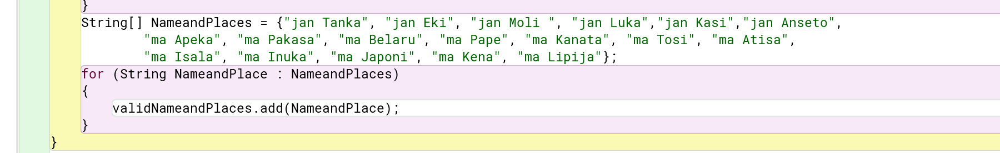 }
String[] NameandPlaces = {"jan Tanka", "jan Eki", "jan Moli ", "jan Luka","jan Kasi","jan Anseto",
"ma Apeka", "ma Pakasa", "ma Belaru", "ma Pape", "ma Kanata", "ma Tosi", "ma Atisa",
"ma Isala", "ma Inuka", "ma Japoni", "ma Kena", "ma Lipija"};
for (String NameandPlace : NameandPlaces)
{
validNameandPlaces.add(NameandPlace);
}
}